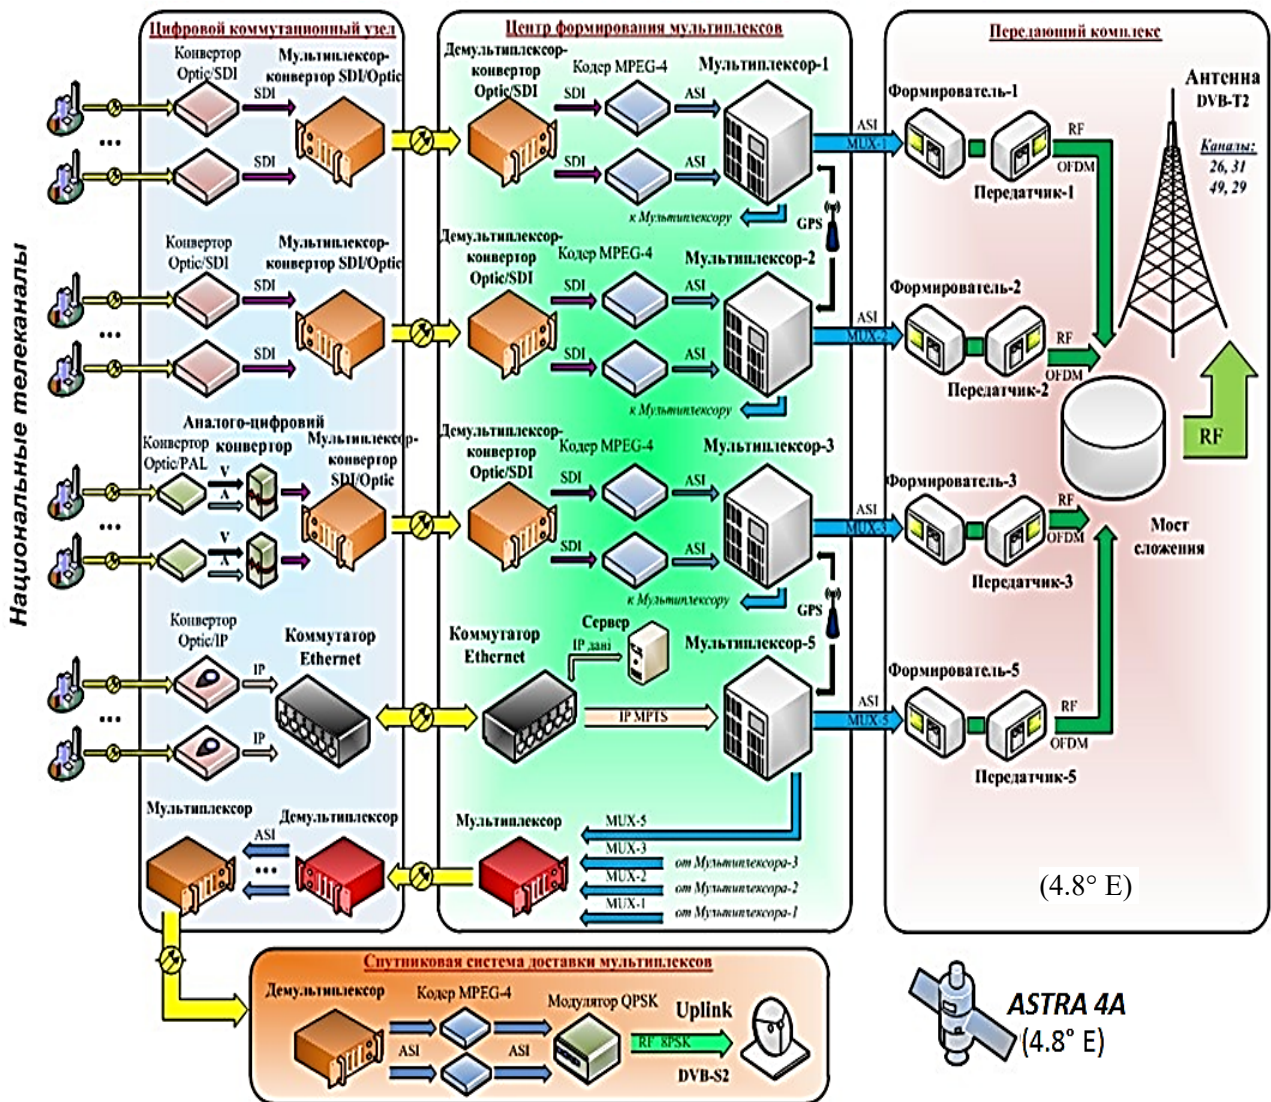 Национальные телеканалы
Цифровой коммутационный узел
Конвертор
Optic/SDI
Мультиплексор-
конвертор SDI/Optic
SDI
...
SDI
Конвертор
Optic/SDI
Мультиплексор-
конвертор SDI/Optic
SDI
...
SDI
Аналого-цифровий
конвертор
Конвертор
Optic/PAL
Мультиплексор-
конвертор
SDI/Optic
V
A
...
V
A
Конвертор
Optic/IP
Коммутатор
Ethernet
IP
...
IP
Мультиплексор
Демультиплексор
ASI
...
Центр формирования мультиплексов
Демультиплексор-
конвертор
Optic/SDI
Кодер MPEG-4
Мультиплексор-1
SDI
ASI
SDI
ASI
к Мультиплексору
GPS
Демультиплексор-
конвертор
Optic/SDI
Кодер MPEG-4
Мультиплексор-2
SDI
ASI
SDI
ASI
к Мультиплексору
Демультиплексор-
конвертор
Optic/SDI
Кодер MPEG-4
Мультиплексор-3
SDI
ASI
SDI
ASI
к Мультиплексору
GPS
Коммутатор
Ethernet
Сервер
IP дані
Мультиплексор-5
IP MPTS
Мультиплексор
MUX-5
MUX-3
от Мультиплексора-3
MUX-2
от Мультиплексора-2
MUX-1
от Мультиплексора-1
ASI
MUX-1
ASI
MUX-2
ASI
MUX-3
ASI
MUX-5
Передающий комплекс
Формирователь-1
Передатчик-1
RF
OFDM
Антенна
DVB-T2
Каналы:
26, 31
49, 29
Формирователь-2
Передатчик-2
RF
OFDM
RF
Формирователь-3
Передатчик-3
RF
OFDM
Мост
сложения
Формирователь-5
Передатчик-5
RF
OFDM
(4.8° E)
Спутниковая система доставки мультиплексов
Демультиплексор
Кодер MPEG-4
Модулятор QPSK
Uplink
ASI
ASI
RF 8PSK
DVB-S2
ASTRA 4A
(4.8° E)